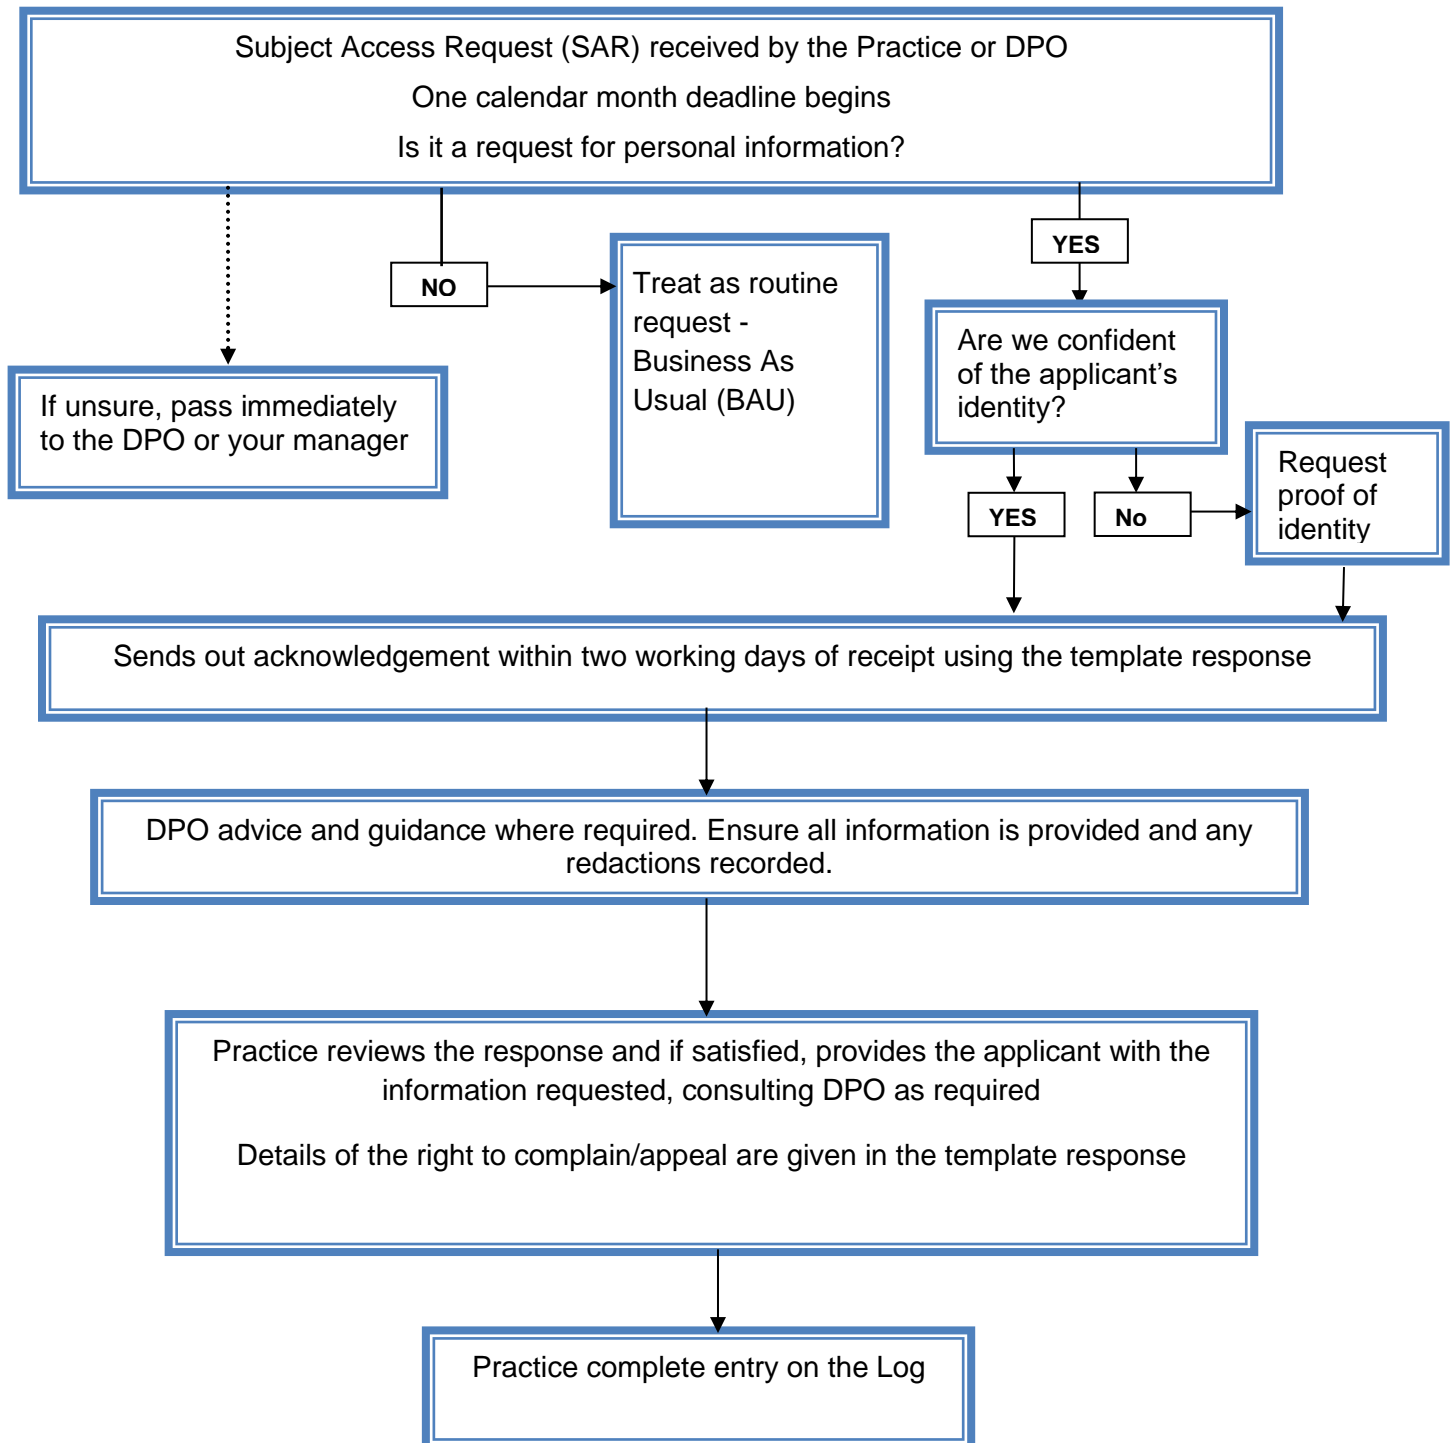 Subject Access Request (SAR) received by the Practice or DPO
One calendar month deadline begins
Is it a request for personal information?
YES
NO
Treat as routine
request -
Business As
Usual (BAU)
Are we confident
of the applicant’s
identity?
If unsure, pass immediately
to the DPO or your manager
Request
proof of
identity
YES
No
Sends out acknowledgement within two working days of receipt using the template response
DPO advice and guidance where required. Ensure all information is provided and any
redactions recorded.
Practice reviews the response and if satisfied, provides the applicant with the
information requested, consulting DPO as required
Details of the right to complain/appeal are given in the template response
Practice complete entry on the Log